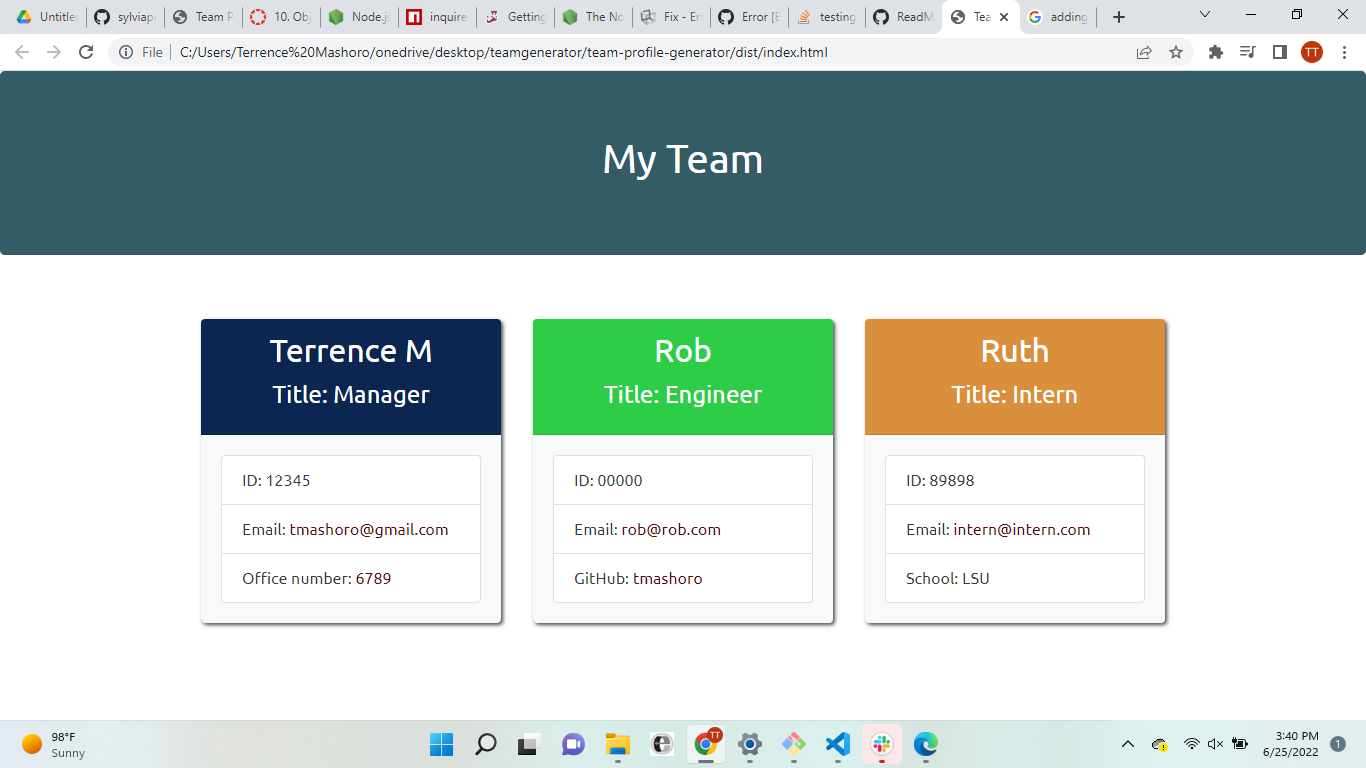 Untitle
sylviapr
Team P
10. Obj
Node.js
inquire
Getting
The No
Fix - Er
Error [E
testing
ReadM
Tea
adding
File
C:/Users/Terrence%20Mashoro/onedrive/desktop/teamgenerator/team-profile-generator/dist/index.html
TT
My Team
Terrence M
Title: Manager
ID: 12345
Email: tmashoro@gmail.com
Office number: 6789
Rob
Title: Engineer
ID: 00000
Email: rob@rob.com
GitHub: tmashoro
Ruth
Title: Intern
ID: 89898
Email: intern@intern.com
School: LSU
98°F
Sunny
TT
3:40 PM
6/25/2022
1